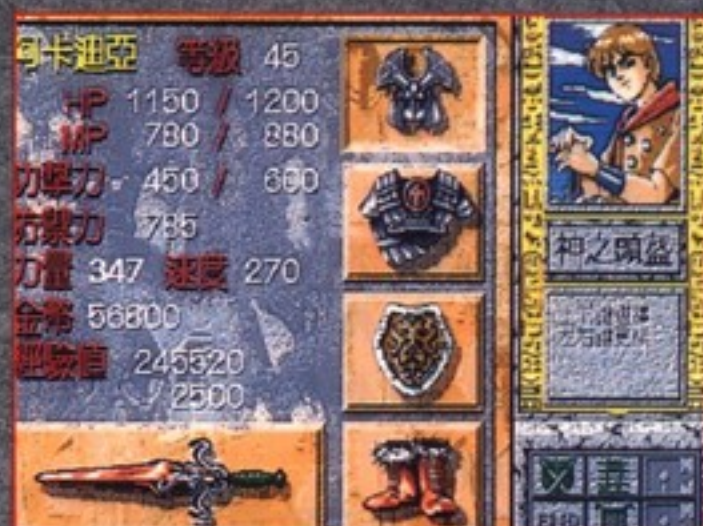 阿卡迪亞 等級 45
HP 1150 / 1200
MP 780 / 880
攻擊力 450 / 600
防禦力 785
力量 347 速度 270
金幣 56800
經驗值 245520
2500
神之頭盔